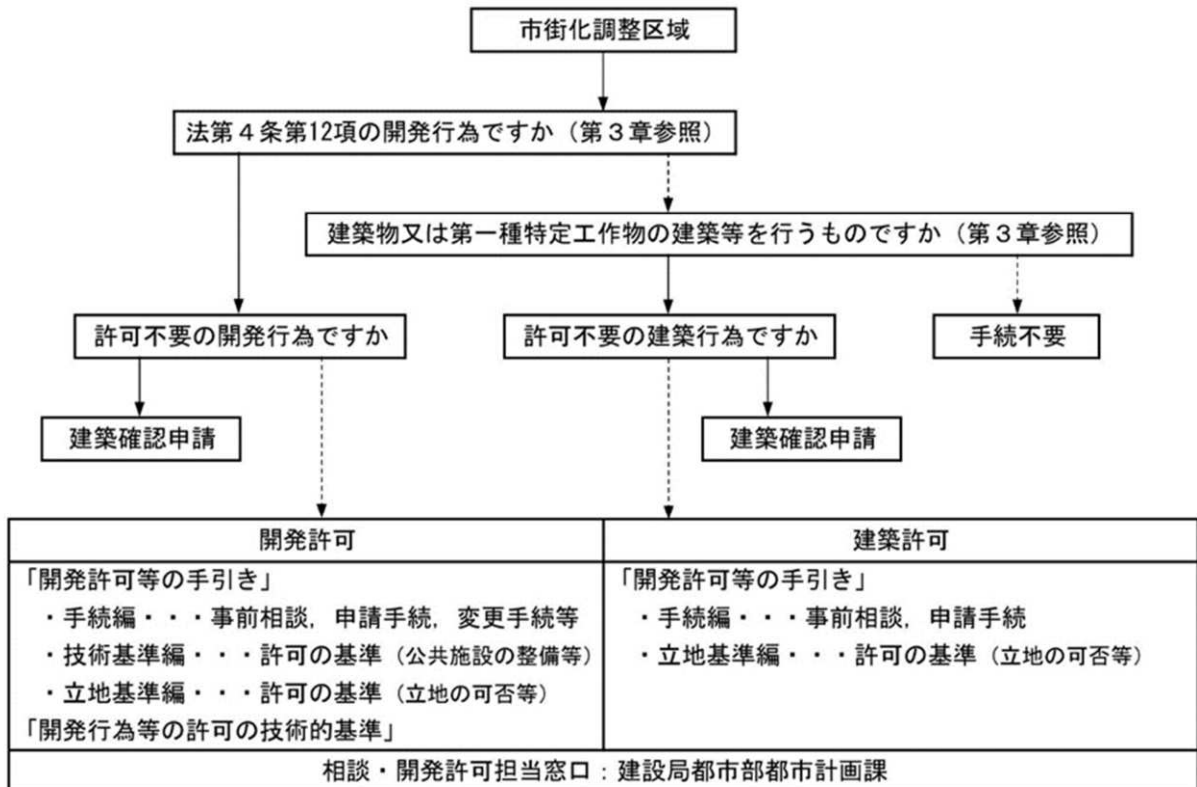 市街化調整区域
法第４条第12項の開発行為ですか（第３章参照）
建築物又は第一種特定工作物の建築等を行うものですか（第３章参照）
許可不要の開発行為ですか
許可不要の建築行為ですか
手続不要
建築確認申請
建築確認申請
開発許可
「開発許可等の手引き」
・手続編・・・事前相談，申請手続，変更手続等
・技術基準編・・・許可の基準（公共施設の整備等）
・立地基準編・・・許可の基準（立地の可否等）
「開発行為等の許可の技術的基準」
建築許可
「開発許可等の手引き」
・手続編・・・事前相談，申請手続
・立地基準編・・・許可の基準（立地の可否等）
相談・開発許可担当窓口：建設局都市部都市計画課